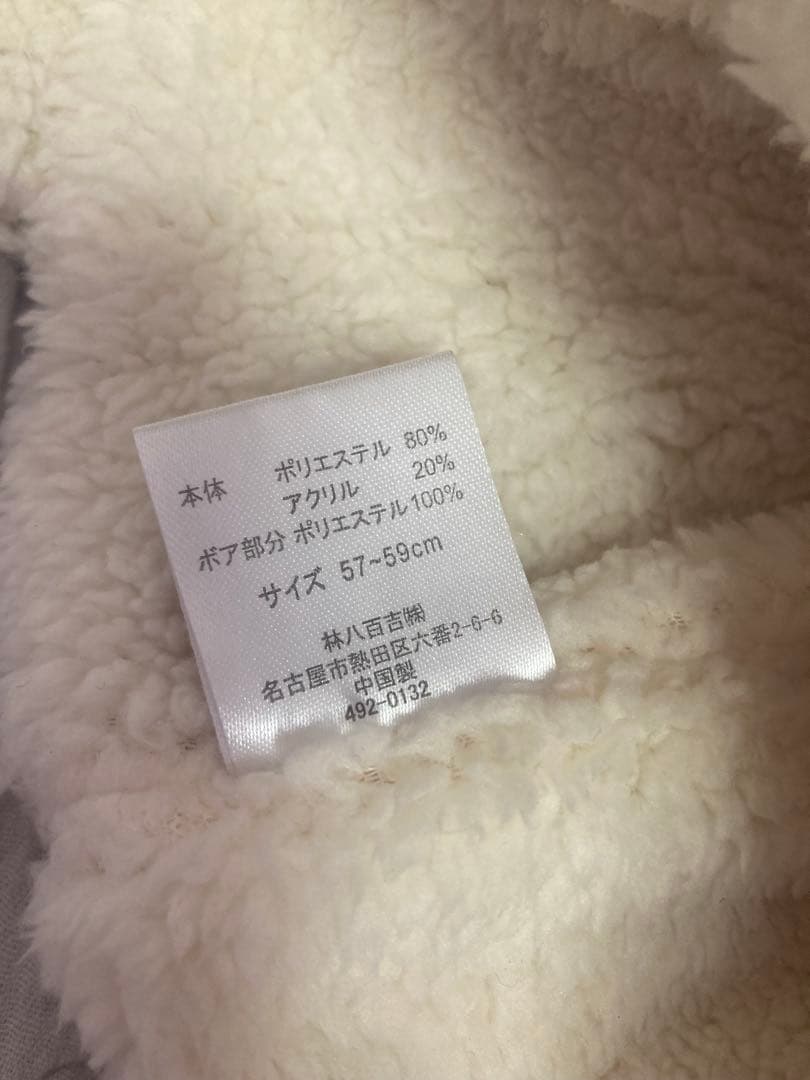 本体 ポリエステル 80%
アクリル 20%
ボア部分 ポリエステル 100%
サイズ 57~59cm
林八百吉㈱
名古屋市熱田区六番2-6-6
中国製
492-0132